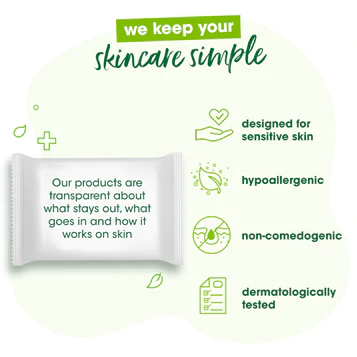 we keep your
skincare simple
designed for
sensitive skin
Our products are
transparent about
what stays out, what
goes in and how it
works on skin
hypoallergenic
non-comedogenic
dermatologically
tested